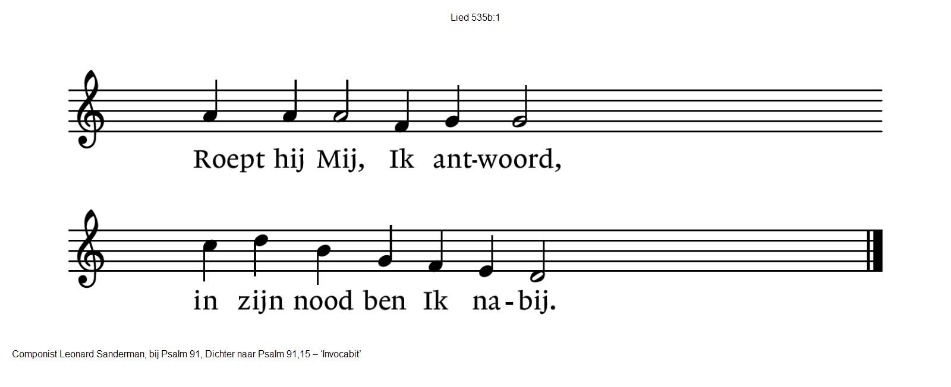 Lied 535b:1
Roept hij Mij, Ik ant-woord,
in zijn nood ben Ik na-bij.
Componist Leonard Sanderman, bij Psalm 91, Dichter naar Psalm 91,15 – 'Invocabit'